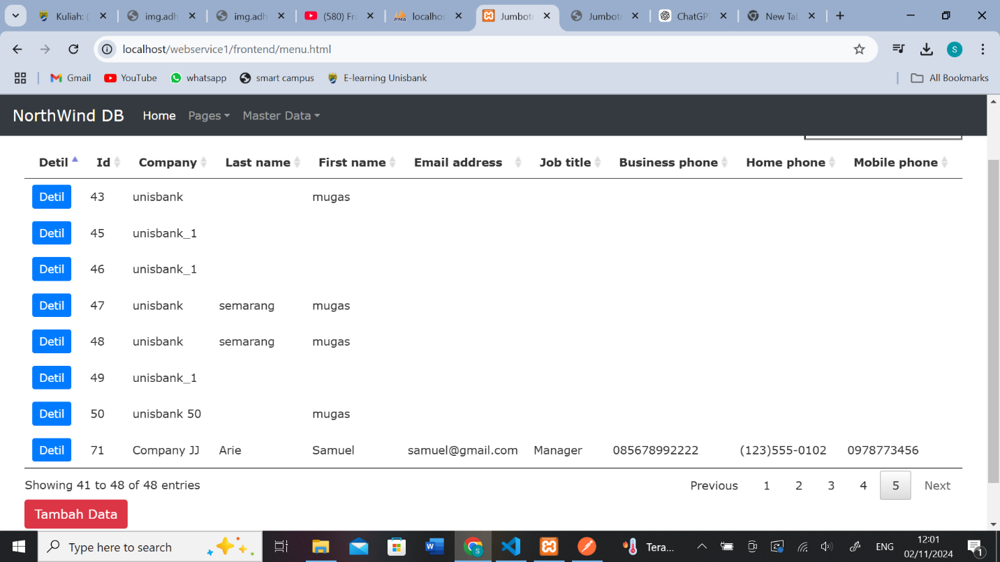 Kuliah: ( img.adh img.adh (580) Fr localhos Jumbot Jumbot ChatGP New Tab
localhost/webservice1/frontend/menu.html
S
Gmail YouTube whatsapp smart campus E-learning Unisbank All Bookmarks
NorthWind DB Home Pages Master Data
Detil Id Company Last name First name Email address Job title Business phone Home phone Mobile phone
Detil 43 unisbank mugas
Detil 45 unisbank_1
Detil 46 unisbank_1
Detil 47 unisbank semarang mugas
Detil 48 unisbank semarang mugas
Detil 49 unisbank_1
Detil 50 unisbank 50 mugas
Detil 71 Company JJ Arie Samuel samuel@gmail.com Manager 085678992222 (123)555-0102 0978773456
Showing 41 to 48 of 48 entries Previous 1 2 3 4 5 Next
Tambah Data
Type here to search Tera... ENG 12:01
02/11/2024 1